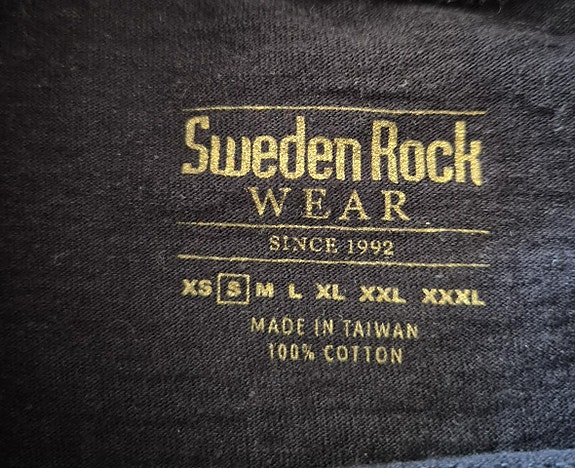 Sweden Rock
WEAR
SINCE 1992
XS S M L XL XXL XXXL
MADE IN TAIWAN
100% COTTON